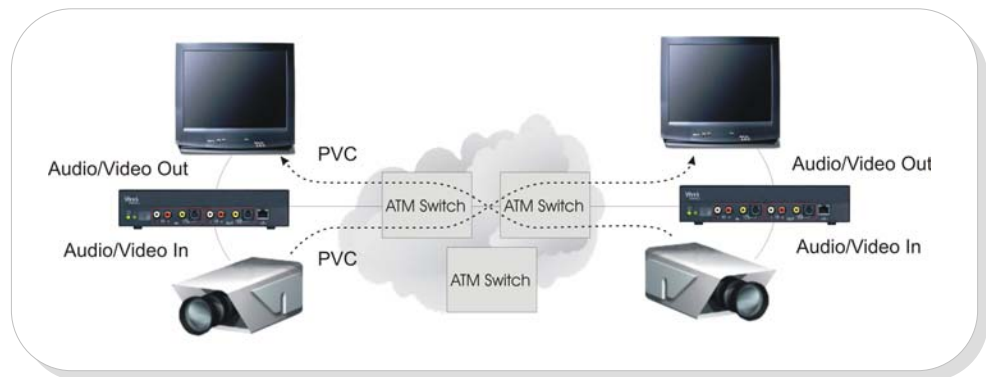 Audio/Video Out
PVC
Audio/Video Out
ATM Switch
ATM Switch
Audio/Video In
PVC
Audio/Video In
ATM Switch